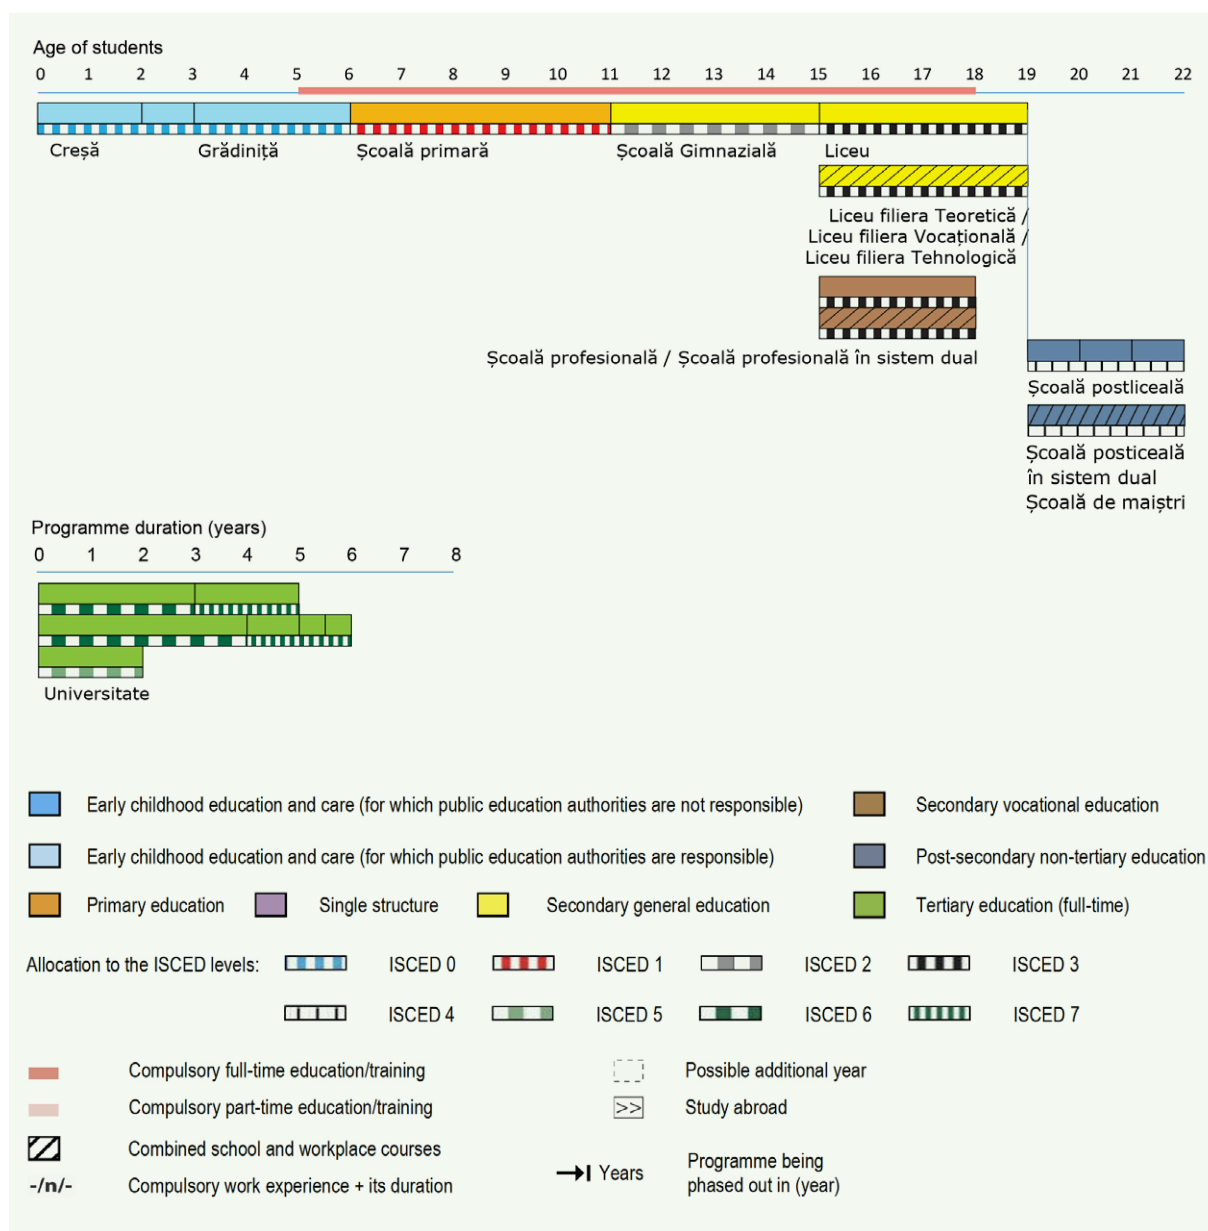 Age of students
0 1 2 3 4 5 6 7 8 9 10 11 12 13 14 15 16 17 18 19 20 21 22
Creșă Grădiniță Școală primară Școală Gimnazială Liceu
Liceu filiera Teoretică /
Liceu filiera Vocațională /
Liceu filiera Tehnologică
Școală profesională / Școală profesională în sistem dual
Școală postliceală
Școală posticeală
în sistem dual
Școală de maiștri
Programme duration (years)
0 1 2 3 4 5 6 7 8
Universitate
Early childhood education and care (for which public education authorities are not responsible) Secondary vocational education
Early childhood education and care (for which public education authorities are responsible) Post-secondary non-tertiary education
Primary education Single structure Secondary general education Tertiary education (full-time)
Allocation to the ISCED levels: ISCED 0 ISCED 1 ISCED 2 ISCED 3
ISCED 4 ISCED 5 ISCED 6 ISCED 7
Compulsory full-time education/training Possible additional year
Compulsory part-time education/training >> Study abroad
Combined school and workplace courses
-/n/- Compulsory work experience + its duration Years Programme being
phased out in (year)